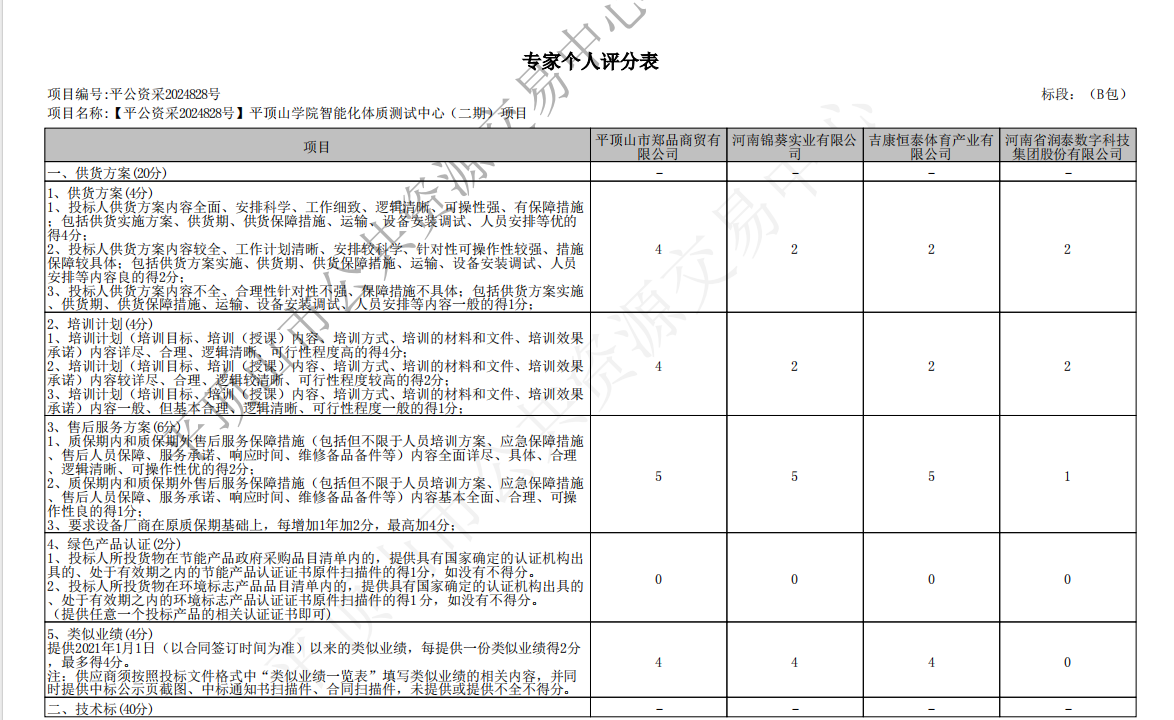 专家个人评分表
项目编号:平公资采2024828号
标段：（B包）
项目名称:【平公资采2024828号】平顶山学院智能化体质测试中心（二期）项目
项目
平顶山市郑品商贸有
限公司
河南锦葵实业有限公
司
吉康恒泰体育产业有
限公司
河南省润泰数字科技
集团股份有限公司
一、供货方案(20分)
－ － － －
1、供货方案(4分)
1、投标人供货方案内容全面、安排科学、工作细致、逻辑清晰、可操性强、有保障措施
；包括供货实施方案、供货期、供货保障措施、运输、设备安装调试、人员安排等优的
得4分；
2、投标人供货方案内容较全、工作计划清晰、安排较科学、针对性可操作性较强、措施
保障较具体；包括供货方案实施、供货期、供货保障措施、运输、设备安装调试、人员
安排等内容良的得2分；
3、投标人供货方案内容不全、合理性针对性不强、保障措施不具体；包括供货方案实施
、供货期、供货保障措施、运输、设备安装调试、人员安排等内容一般的得1分；
4 2 2 2
2、培训计划(4分)
1、培训计划（培训目标、培训（授课）内容、培训方式、培训的材料和文件、培训效果
承诺）内容详尽、合理、逻辑清晰、可行性程度高的得4分；
2、培训计划（培训目标、培训（授课）内容、培训方式、培训的材料和文件、培训效果
承诺）内容较详尽、合理、逻辑较清晰、可行性程度较高的得2分；
3、培训计划（培训目标、培训（授课）内容、培训方式、培训的材料和文件、培训效果
承诺）内容一般、但基本合理、逻辑清晰、可行性程度一般的得1分；
4 2 2 2
3、售后服务方案(6分)
1、质保期内和质保期外售后服务保障措施（包括但不限于人员培训方案、应急保障措施
、售后人员保障、服务承诺、响应时间、维修备品备件等）内容全面详尽、具体、合理
、逻辑清晰、可操作性优的得2分；
2、质保期内和质保期外售后服务保障措施（包括但不限于人员培训方案、应急保障措施
、售后人员保障、服务承诺、响应时间、维修备品备件等）内容基本全面、合理、可操
作性良的得1分；
3、要求设备厂商在原质保期基础上，每增加1年加2分，最高加4分；
5 5 5 1
4、绿色产品认证(2分)
1、投标人所投货物在节能产品政府采购品目清单内的，提供具有国家确定的认证机构出
具的、处于有效期之内的节能产品认证证书原件扫描件的得1分，如没有不得分。
2、投标人所投货物在环境标志产品品目清单内的，提供具有国家确定的认证机构出具的
、处于有效期之内的环境标志产品认证证书原件扫描件的得1分，如没有不得分。
（提供任意一个投标产品的相关认证证书即可)
0 0 0 0
5、类似业绩(4分)
提供2021年1月1日（以合同签订时间为准）以来的类似业绩，每提供一份类似业绩得2分
，最多得4分。
注：供应商须按照投标文件格式中“类似业绩一览表”填写类似业绩的相关内容，并同
时提供中标公示页截图、中标通知书扫描件、合同扫描件，未提供或提供不全不得分。
4 4 4 0
二、技术标(40分)
－ － － －
平顶山市公共资源交易中心
平顶山市公共资源交易中心